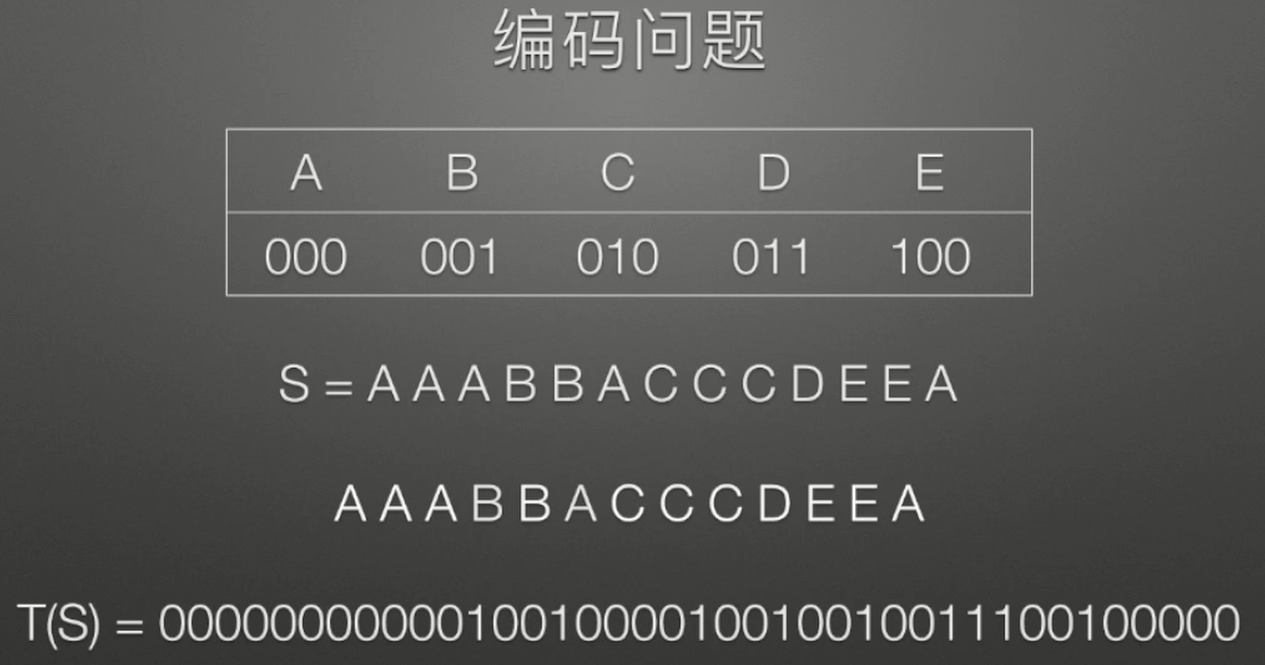 编码问题
A B C D E
000 001 010 011 100
S = A A A B B A C C C D E E A
A A A B B A C C C D E E A
T(S) = 000000000001001000010010010011100100000